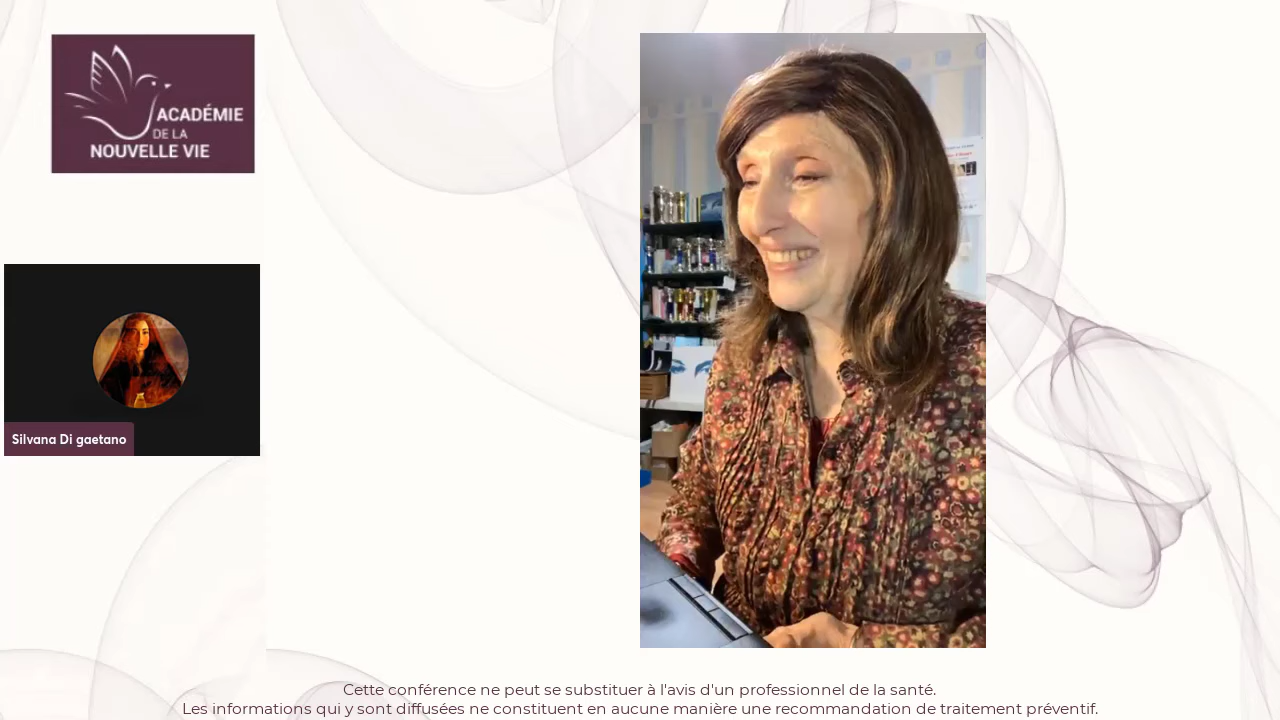 ACADÉMIE
DE LA
NOUVELLE VIE
Silvana Di gaetano
Cette conférence ne peut se substituer à l'avis d'un professionnel de la santé.
Les informations qui y sont diffusées ne constituent en aucune manière une recommandation de traitement préventif.